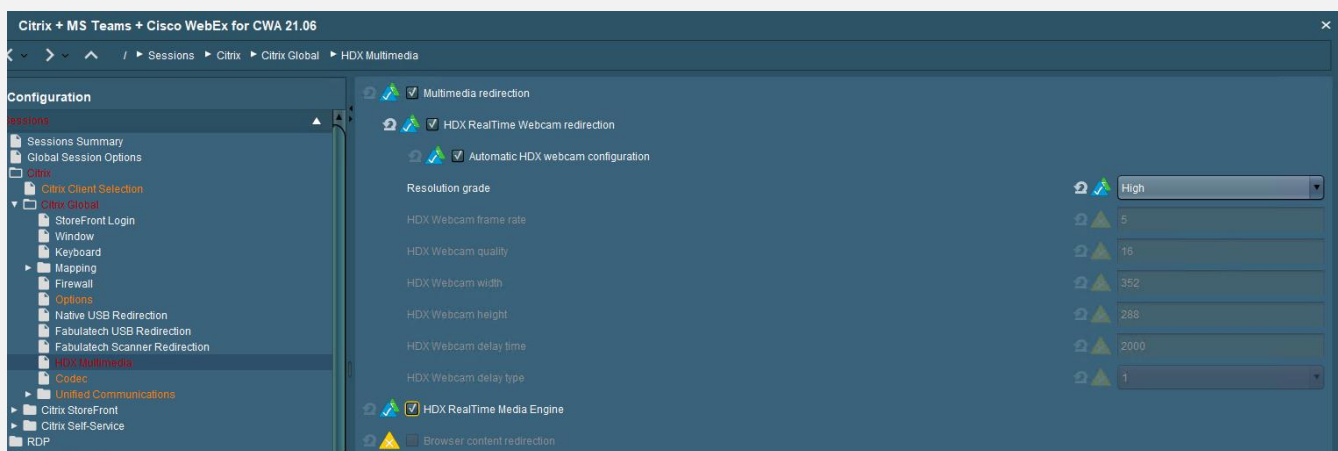 Citrix + MS Teams + Cisco WebEx for CWA 21.06
/ Sessions Citrix Citrix Global HDX Multimedia
Configuration
Sessions
Sessions Summary
Global Session Options
Citrix
Citrix Client Selection
Citrix Global
StoreFront Login
Window
Keyboard
Mapping
Firewall
Options
Native USB Redirection
Fabulatech USB Redirection
Fabulatech Scanner Redirection
HDX Multimedia
Codec
Unified Communications
Citrix StoreFront
Citrix Self-Service
RDP
Multimedia redirection
HDX RealTime Webcam redirection
Automatic HDX webcam configuration
Resolution grade High
HDX Webcam frame rate 5
HDX Webcam quality 16
HDX Webcam width 352
HDX Webcam height 288
HDX Webcam delay time 2000
HDX Webcam delay type 1
HDX RealTime Media Engine
Browser content redirection